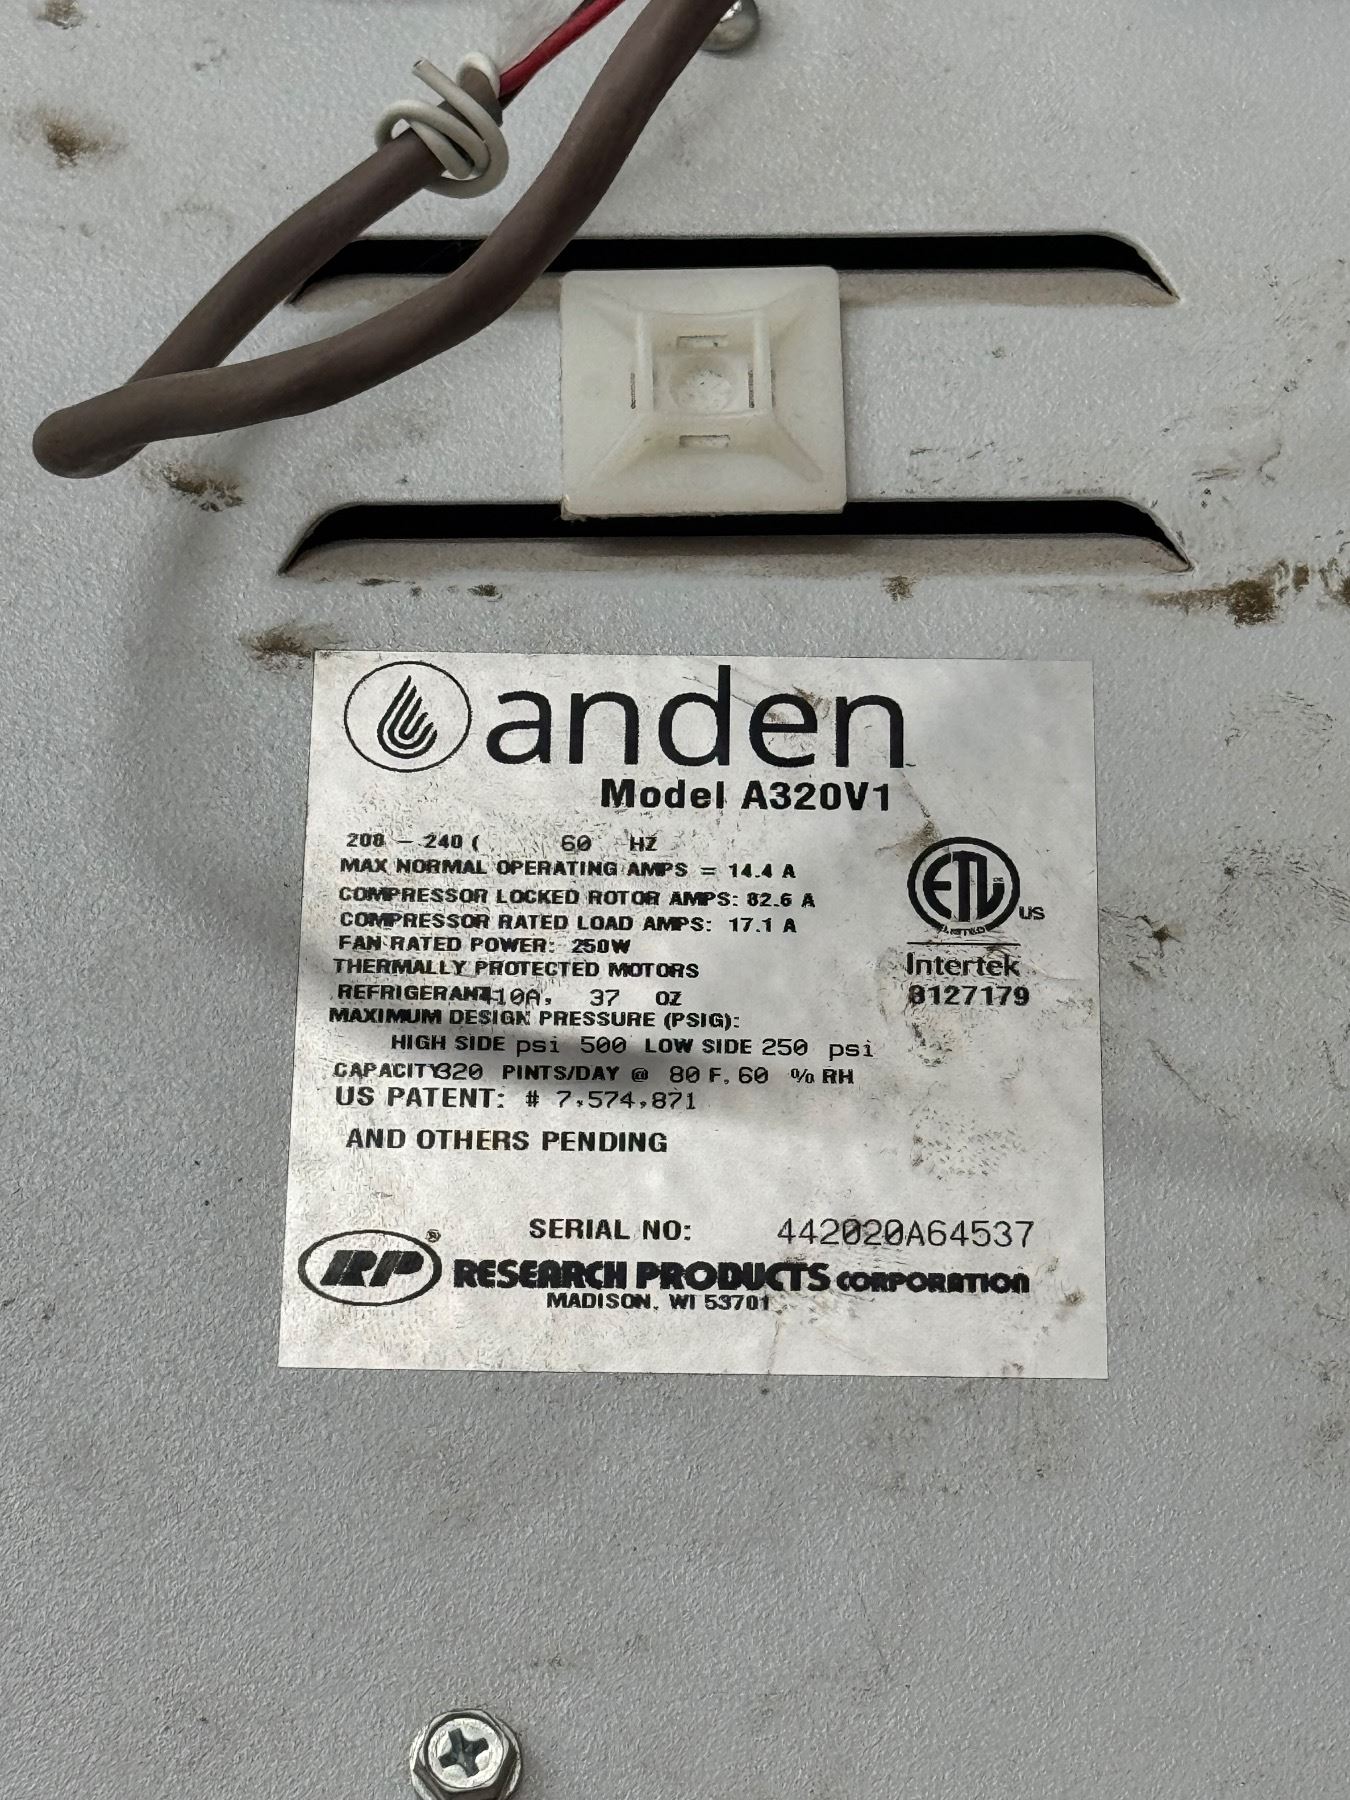 anden
Model A320V1
208 – 240 ( 60 HZ
MAX NORMAL OPERATING AMPS = 14.4 A
COMPRESSOR LOCKED ROTOR AMPS: 82.6 A
COMPRESSOR RATED LOAD AMPS: 17.1 A
FAN RATED POWER: 250W
THERMALLY PROTECTED MOTORS
REFRIGERANT 410A, 37 OZ
MAXIMUM DESIGN PRESSURE (PSIG):
HIGH SIDE psi 500 LOW SIDE 250 psi
CAPACITY 320 PINTS/DAY @ 80 F, 60 % RH
US PATENT: # 7,574,871
AND OTHERS PENDING
ETL
US
LISTED
Intertek
3127179
SERIAL NO: 442020A64537
RP ® RESEARCH PRODUCTS CORPORATION
MADISON, WI 53701